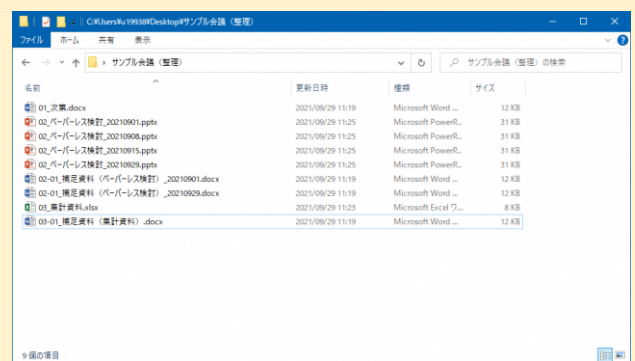 C:¥Users¥u19938¥Desktop¥サンプル会議（整理）
ファイル ホーム 共有 表示
サンプル会議（整理） サンプル会議（整理）の検索
名前 更新日時 種類 サイズ
01_次第.docx 2021/09/29 11:19 Microsoft Word ... 12 KB
02_ペーパーレス検討_20210901.pptx 2021/09/29 11:25 Microsoft PowerP... 31 KB
02_ペーパーレス検討_20210908.pptx 2021/09/29 11:25 Microsoft PowerP... 31 KB
02_ペーパーレス検討_20210915.pptx 2021/09/29 11:25 Microsoft PowerP... 31 KB
02_ペーパーレス検討_20210929.pptx 2021/09/29 11:25 Microsoft PowerP... 31 KB
02-01_補足資料（ペーパーレス検討）_20210901.docx 2021/09/29 11:19 Microsoft Word ... 12 KB
02-01_補足資料（ペーパーレス検討）_20210929.docx 2021/09/29 11:19 Microsoft Word ... 12 KB
03_集計資料.xlsx 2021/09/29 11:23 Microsoft Excel ワ... 8 KB
03-01_補足資料（集計資料）.docx 2021/09/29 11:19 Microsoft Word ... 12 KB
9 個の項目